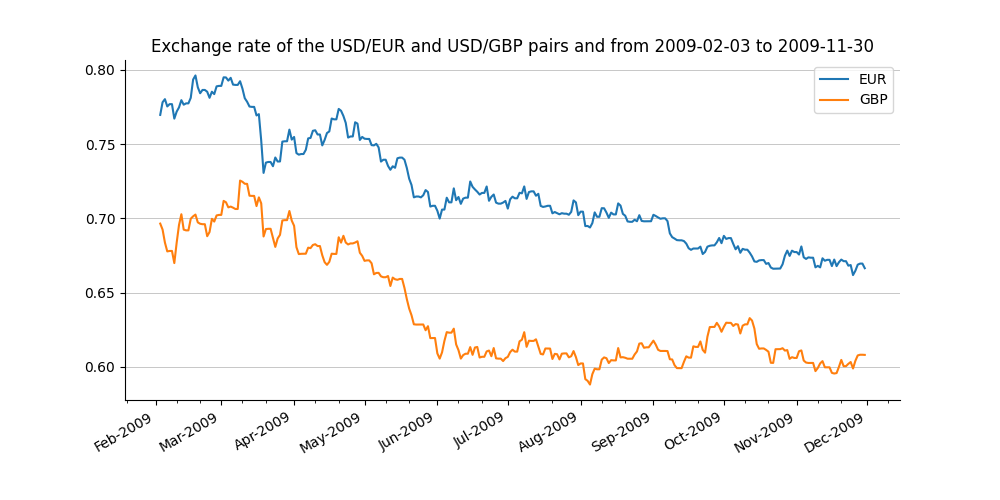 Exchange rate of the USD/EUR and USD/GBP pairs and from 2009-02-03 to 2009-11-30
EUR
GBP
0.80
0.75
0.70
0.65
0.60
Feb-2009
Mar-2009
Apr-2009
May-2009
Jun-2009
Jul-2009
Aug-2009
Sep-2009
Oct-2009
Nov-2009
Dec-2009